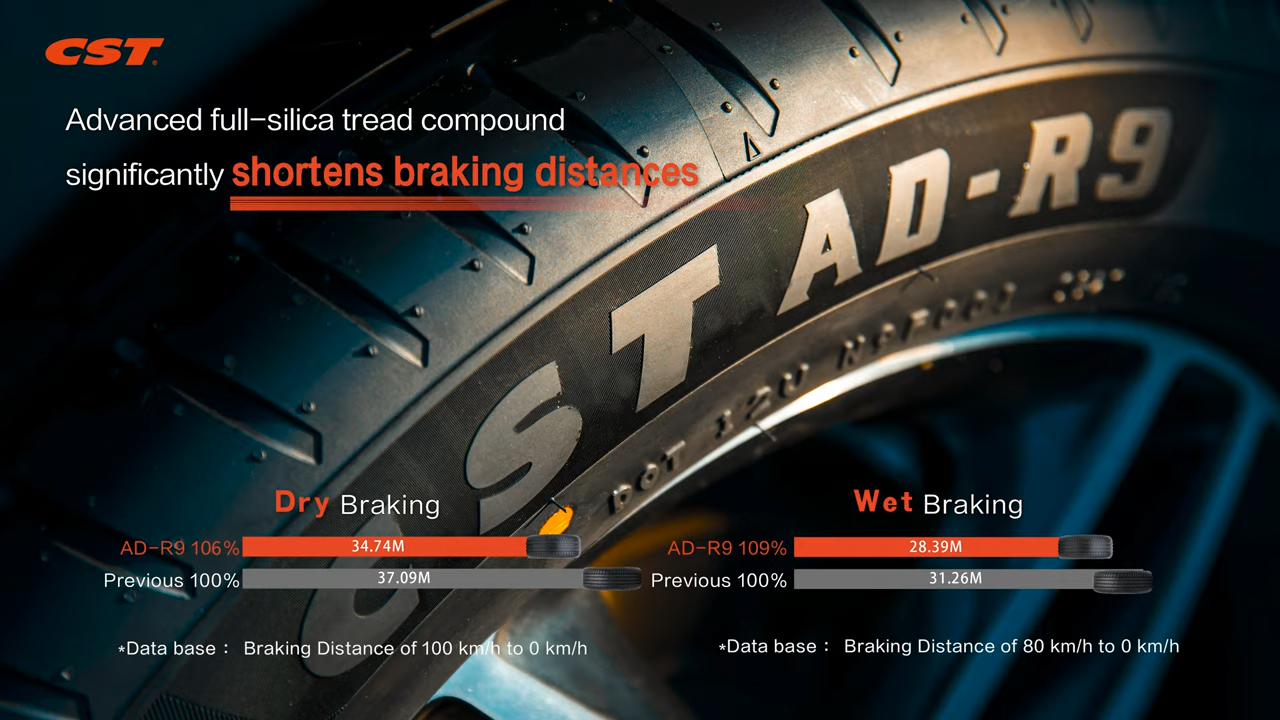 CST
Advanced full-silica tread compound
significantly shortens braking distances
CST AD-R9
DOT 12U
Dry Braking
AD-R9 106% 34.74M
Previous 100% 37.09M
*Data base： Braking Distance of 100 km/h to 0 km/h
Wet Braking
AD-R9 109% 28.39M
Previous 100% 31.26M
*Data base： Braking Distance of 80 km/h to 0 km/h